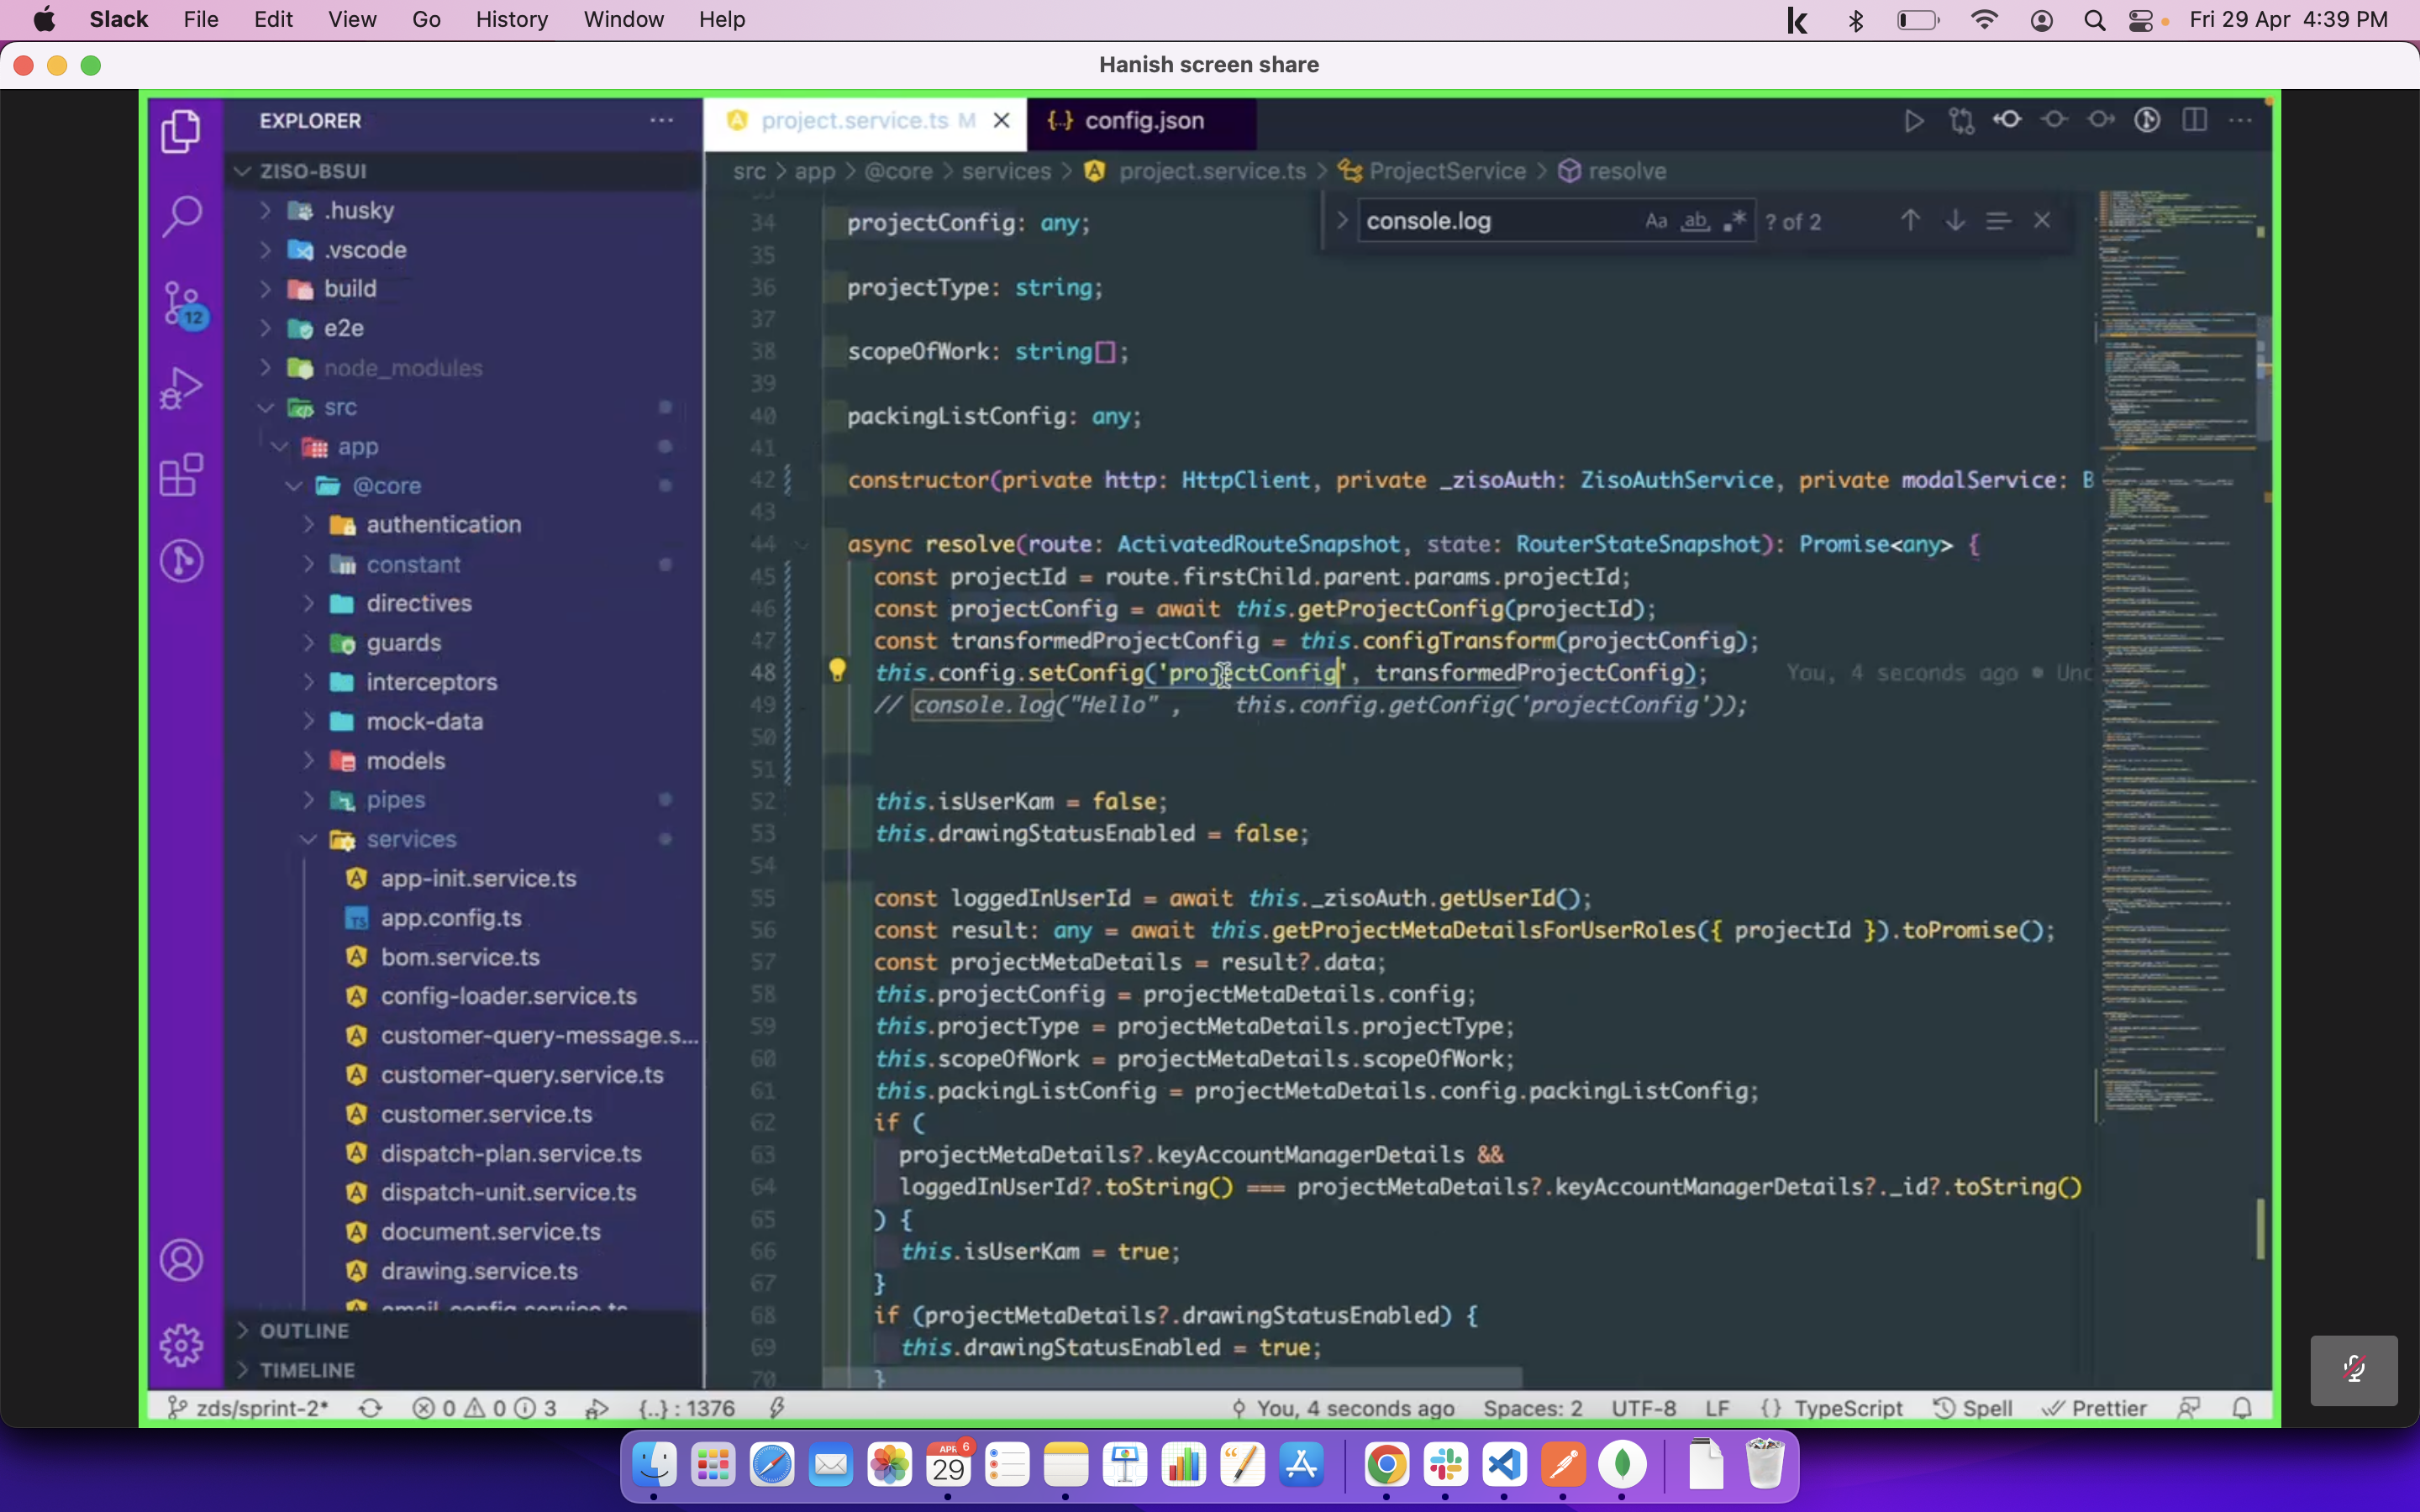 Slack File Edit View Go History Window Help Fri 29 Apr 4:39 PM
Hanish screen share
EXPLORER
ZISO-BSUI
.husky
.vscode
build
e2e
node_modules
src
app
@core
authentication
constant
directives
guards
interceptors
mock-data
models
pipes
services
app-init.service.ts
app.config.ts
bom.service.ts
config-loader.service.ts
customer-query-message.s...
customer-query.service.ts
customer.service.ts
dispatch-plan.service.ts
dispatch-unit.service.ts
document.service.ts
drawing.service.ts
email-config.service.ts
OUTLINE
TIMELINE
12
project.service.ts M
{..} config.json
src > app > @core > services > project.service.ts > ProjectService > resolve
console.log Aa ab .* ? of 2
33
34 projectConfig: any;
35
36 projectType: string;
37
38 scopeOfWork: string[];
39
40 packingListConfig: any;
41
42 constructor(private http: HttpClient, private _zisoAuth: ZisoAuthService, private modalService: B
43
44 async resolve(route: ActivatedRouteSnapshot, state: RouterStateSnapshot): Promise<any> {
45 const projectId = route.firstChild.parent.params.projectId;
46 const projectConfig = await this.getProjectConfig(projectId);
47 const transformedProjectConfig = this.configTransform(projectConfig);
48 this.config.setConfig('projectConfig', transformedProjectConfig); You, 4 seconds ago • Unc
49 // console.log("Hello" , this.config.getConfig('projectConfig'));
50
51
52 this.isUserKam = false;
53 this.drawingStatusEnabled = false;
54
55 const loggedInUserId = await this._zisoAuth.getUserId();
56 const result: any = await this.getProjectMetaDetailsForUserRoles({ projectId }).toPromise();
57 const projectMetaDetails = result?.data;
58 this.projectConfig = projectMetaDetails.config;
59 this.projectType = projectMetaDetails.projectType;
60 this.scopeOfWork = projectMetaDetails.scopeOfWork;
61 this.packingListConfig = projectMetaDetails.config.packingListConfig;
62 if (
63 projectMetaDetails?.keyAccountManagerDetails &&
64 loggedInUserId?.toString() === projectMetaDetails?.keyAccountManagerDetails?._id?.toString()
65 ) {
66 this.isUserKam = true;
67 }
68 if (projectMetaDetails?.drawingStatusEnabled) {
69 this.drawingStatusEnabled = true;
70 }
zds/sprint-2* 0 0 3 {..} : 1376 You, 4 seconds ago Spaces: 2 UTF-8 LF {} TypeScript Spell Prettier
APR 6
29